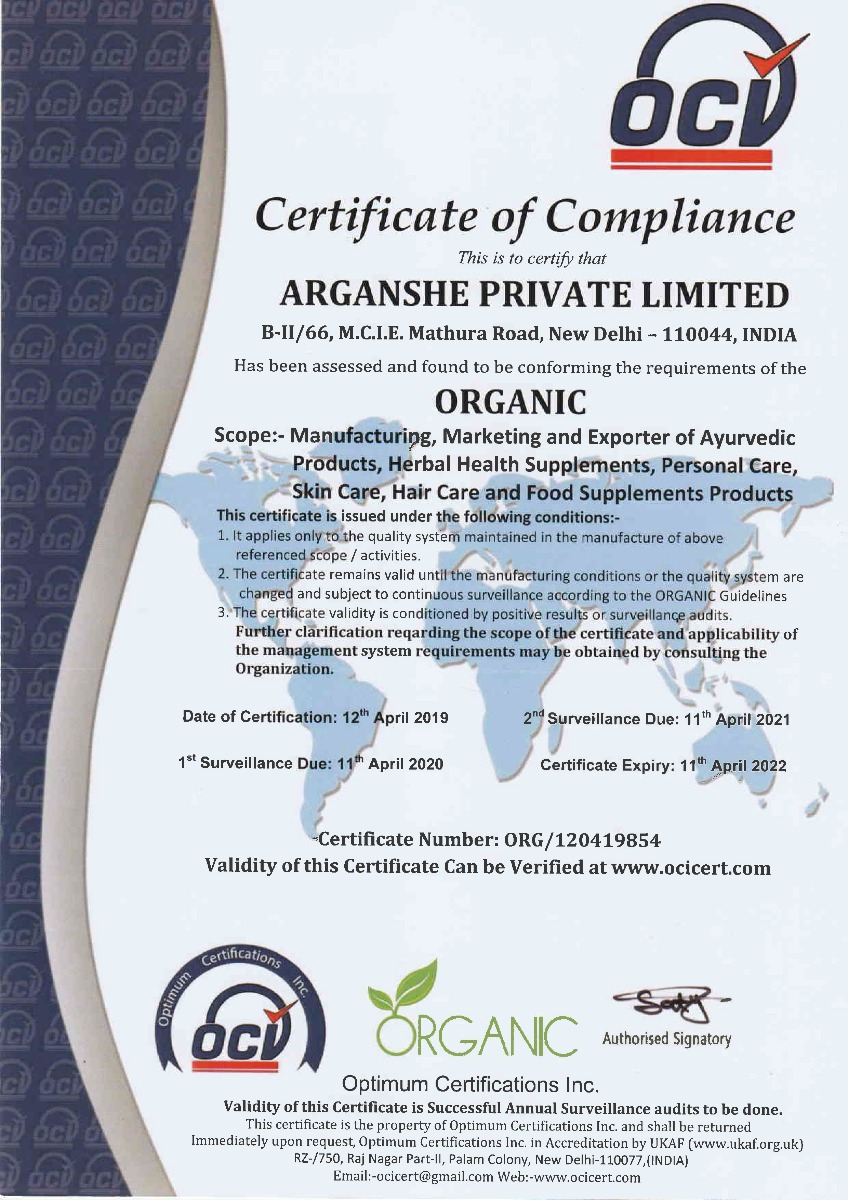 OCI
Certificate of Compliance
This is to certify that
ARGANSHE PRIVATE LIMITED
B-II/66, M.C.I.E. Mathura Road, New Delhi – 110044, INDIA
Has been assessed and found to be conforming the requirements of the
ORGANIC
Scope:- Manufacturing, Marketing and Exporter of Ayurvedic
Products, Herbal Health Supplements, Personal Care,
Skin Care, Hair Care and Food Supplements Products
This certificate is issued under the following conditions:-
1. It applies only to the quality system maintained in the manufacture of above
referenced scope / activities.
2. The certificate remains valid until the manufacturing conditions or the quality system are
changed and subject to continuous surveillance according to the ORGANIC Guidelines
3. The certificate validity is conditioned by positive results or surveillance audits.
Further clarification reqarding the scope of the certificate and applicability of
the management system requirements may be obtained by consulting the
Organization.
Date of Certification: 12th April 2019
2nd Surveillance Due: 11th April 2021
1st Surveillance Due: 11th April 2020
Certificate Expiry: 11th April 2022
Certificate Number: ORG/120419854
Validity of this Certificate Can be Verified at www.ocicert.com
Optimum Certifications Inc.
OCI
ORGANIC
Authorised Signatory
Optimum Certifications Inc.
Validity of this Certificate is Successful Annual Surveillance audits to be done.
This certificate is the property of Optimum Certifications Inc. and shall be returned
Immediately upon request, Optimum Certifications Inc. in Accreditation by UKAF (www.ukaf.org.uk)
RZ-/750, Raj Nagar Part-II, Palam Colony, New Delhi-110077,(INDIA)
Email:-ocicert@gmail.com Web:-www.ocicert.com